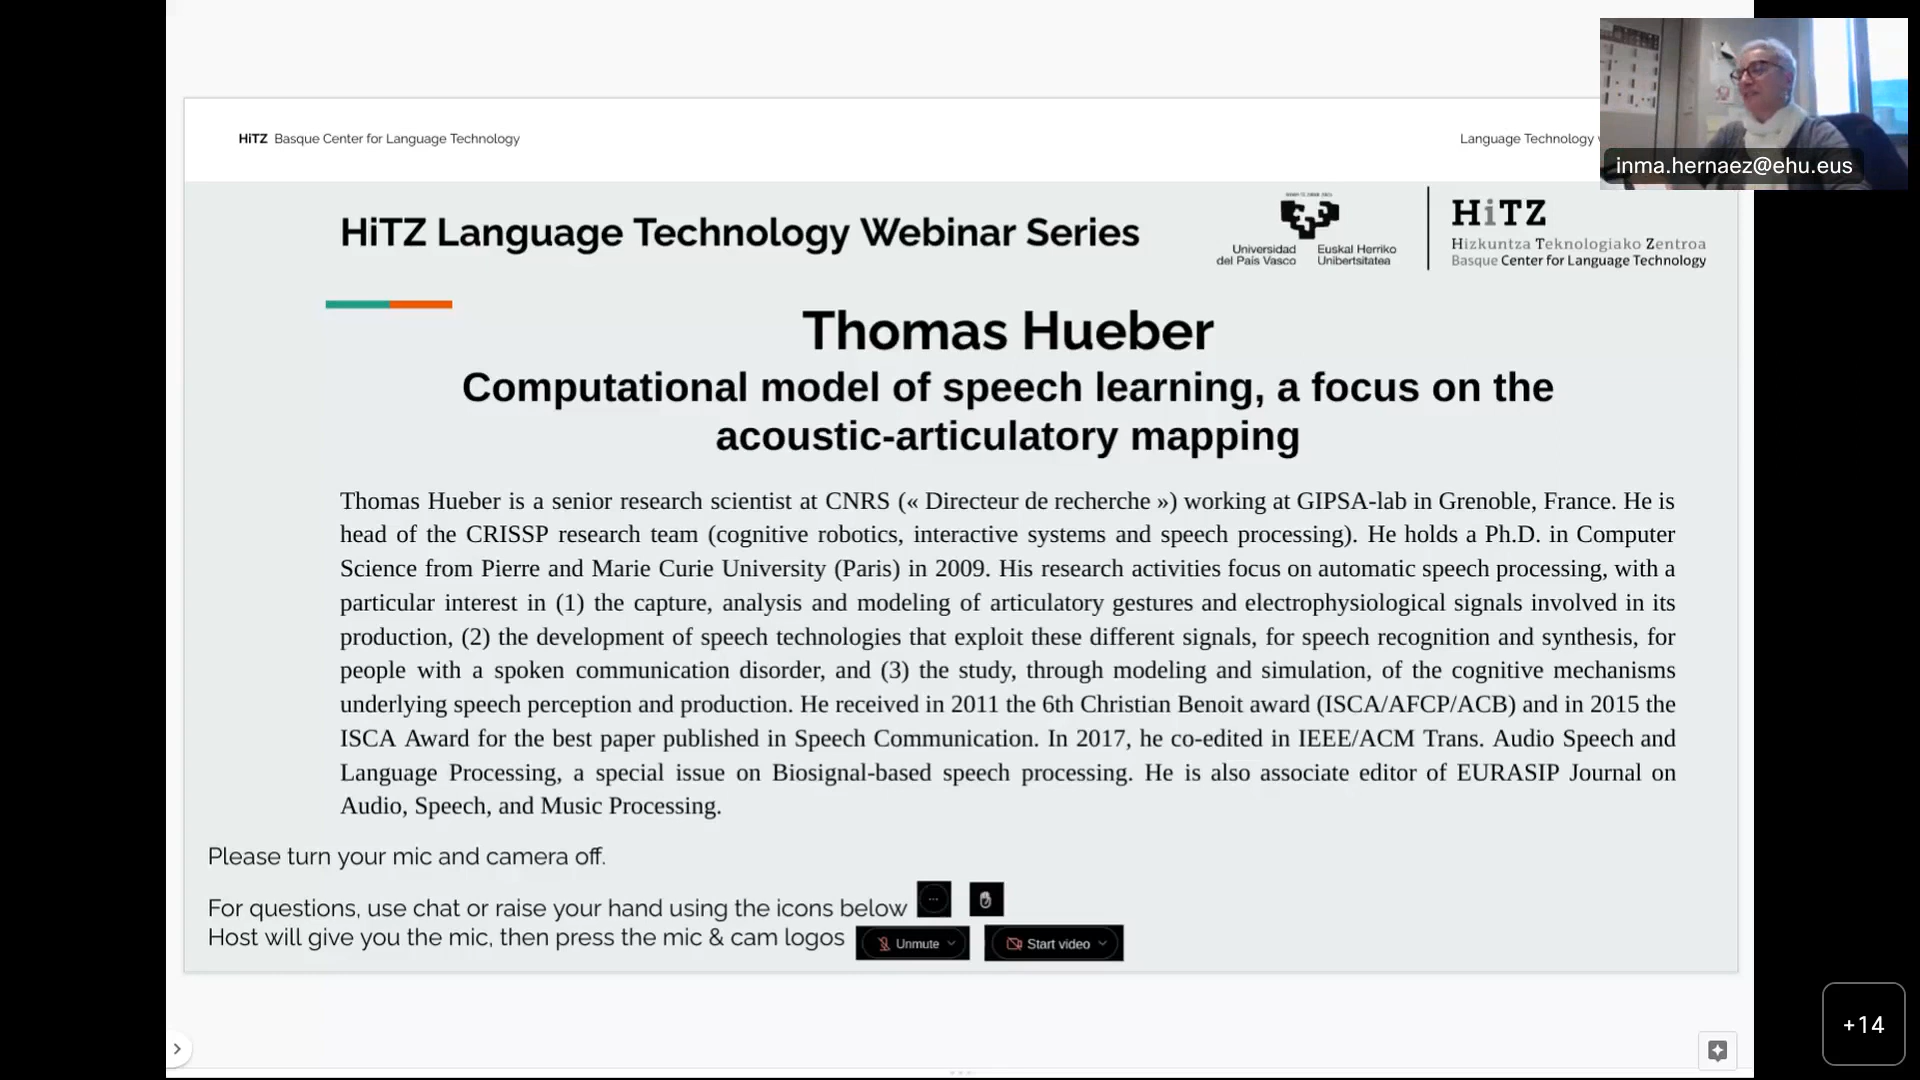 HiTZ Basque Center for Language Technology
Language Technology
inma.hernaez@ehu.eus
HiTZ Language Technology Webinar Series
Universidad del País Vasco
Euskal Herriko Unibertsitatea
HiTZ
Hizkuntza Teknologiako Zentroa
Basque Center for Language Technology
Thomas Hueber
Computational model of speech learning, a focus on the
acoustic-articulatory mapping
Thomas Hueber is a senior research scientist at CNRS (« Directeur de recherche ») working at GIPSA-lab in Grenoble, France. He is
head of the CRISSP research team (cognitive robotics, interactive systems and speech processing). He holds a Ph.D. in Computer
Science from Pierre and Marie Curie University (Paris) in 2009. His research activities focus on automatic speech processing, with a
particular interest in (1) the capture, analysis and modeling of articulatory gestures and electrophysiological signals involved in its
production, (2) the development of speech technologies that exploit these different signals, for speech recognition and synthesis, for
people with a spoken communication disorder, and (3) the study, through modeling and simulation, of the cognitive mechanisms
underlying speech perception and production. He received in 2011 the 6th Christian Benoit award (ISCA/AFCP/ACB) and in 2015 the
ISCA Award for the best paper published in Speech Communication. In 2017, he co-edited in IEEE/ACM Trans. Audio Speech and
Language Processing, a special issue on Biosignal-based speech processing. He is also associate editor of EURASIP Journal on
Audio, Speech, and Music Processing.
Please turn your mic and camera off.
For questions, use chat or raise your hand using the icons below
Host will give you the mic, then press the mic & cam logos
Unmute
Start video
+14